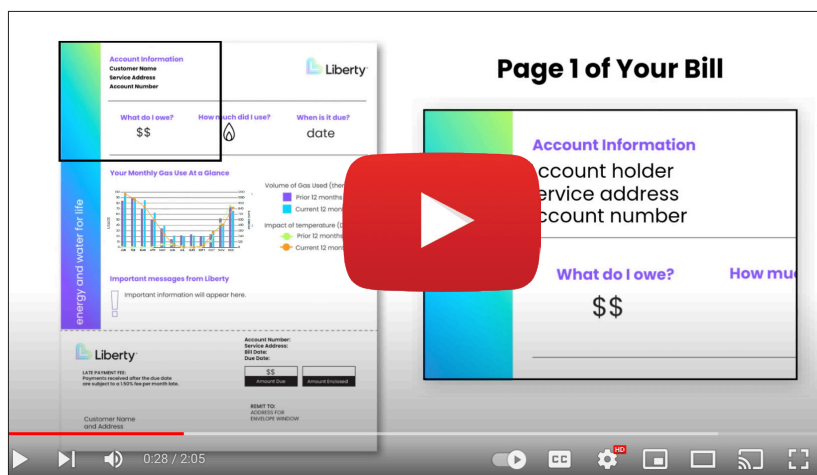 Account Information
Customer Name
Service Address
Account Number
Liberty
What do I owe?
How much did I use?
When is it due?
$$
date
Your Monthly Gas Use At a Glance
Volume of Gas Used
Prior 12 months
Current 12
Impact of temperature
Prior 12 months
Current 12
energy and water for life
Important messages from Liberty
Important information will appear here.
Liberty
LATE PAYMENT FEE:
Payments received after the due date
are subject to a 1.50% fee per month late.
Account Number:
Service Address:
Bill Date:
Due Date:
$$
Amount Due
Amount Enclosed
Customer Name
and Address
REMIT TO:
ADDRESS FOR
ENVELOPE WINDOW
Page 1 of Your Bill
Account Information
ccount holder
ervice address
ccount number
What do I owe?
How mu
$$
0:28 / 2:05
CC
HD